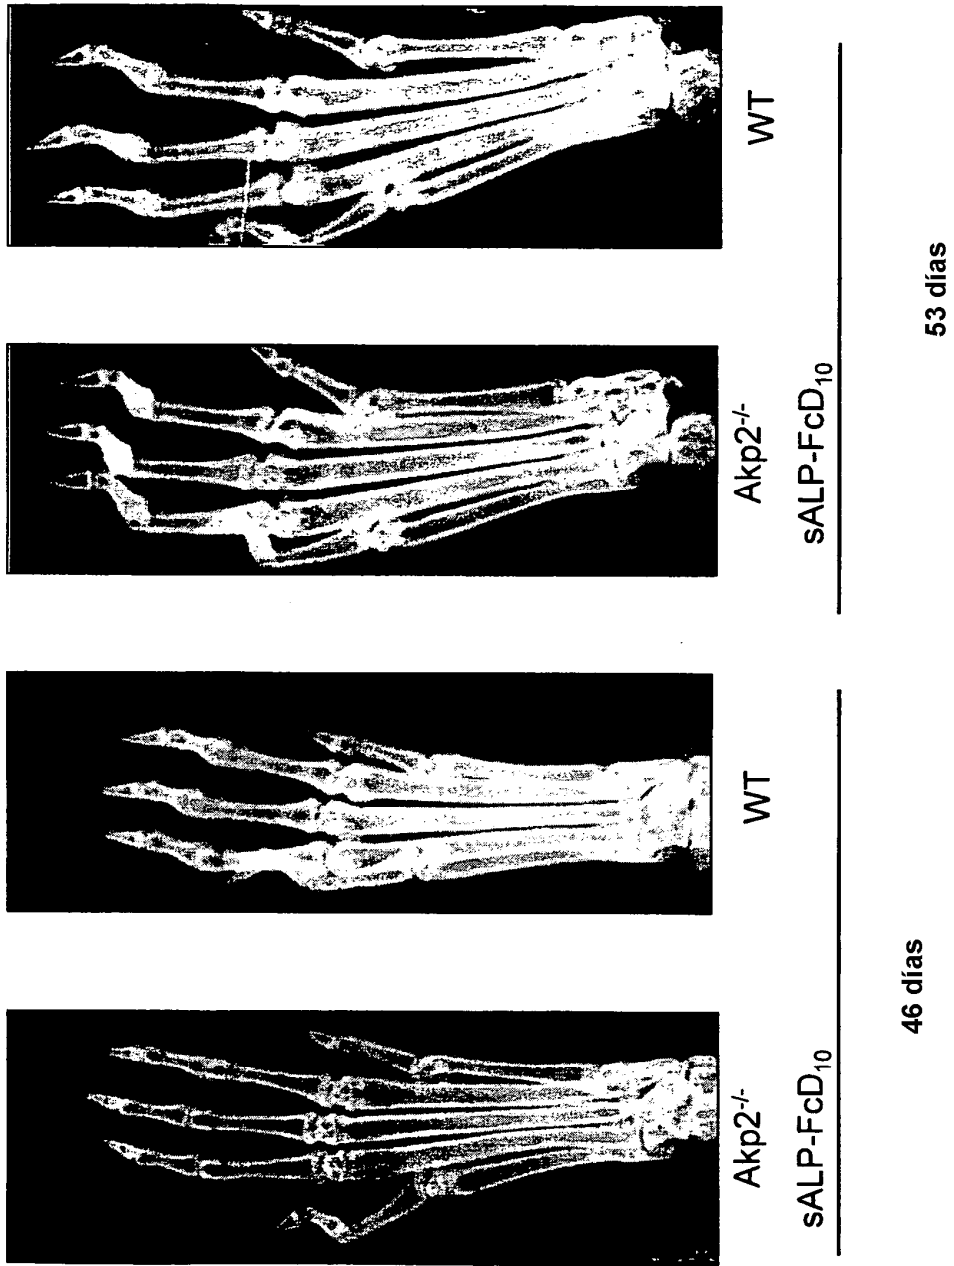 Akp2⁻/⁻
sALP-FcD₁₀
WT
46 días
Akp2⁻/⁻
sALP-FcD₁₀
WT
53 días